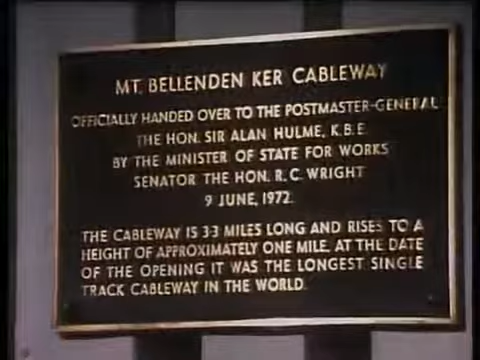 MT. BELLENDEN KER CABLEWAY
OFFICIALLY HANDED OVER TO THE POSTMASTER-GENERAL
THE HON. SIR ALAN HULME, K.B.E.
BY THE MINISTER OF STATE FOR WORKS
SENATOR THE HON. R.C. WRIGHT
9 JUNE, 1972.
THE CABLEWAY IS 3·3 MILES LONG AND RISES TO A
HEIGHT OF APPROXIMATELY ONE MILE. AT THE DATE
OF THE OPENING IT WAS THE LONGEST SINGLE
TRACK CABLEWAY IN THE WORLD.